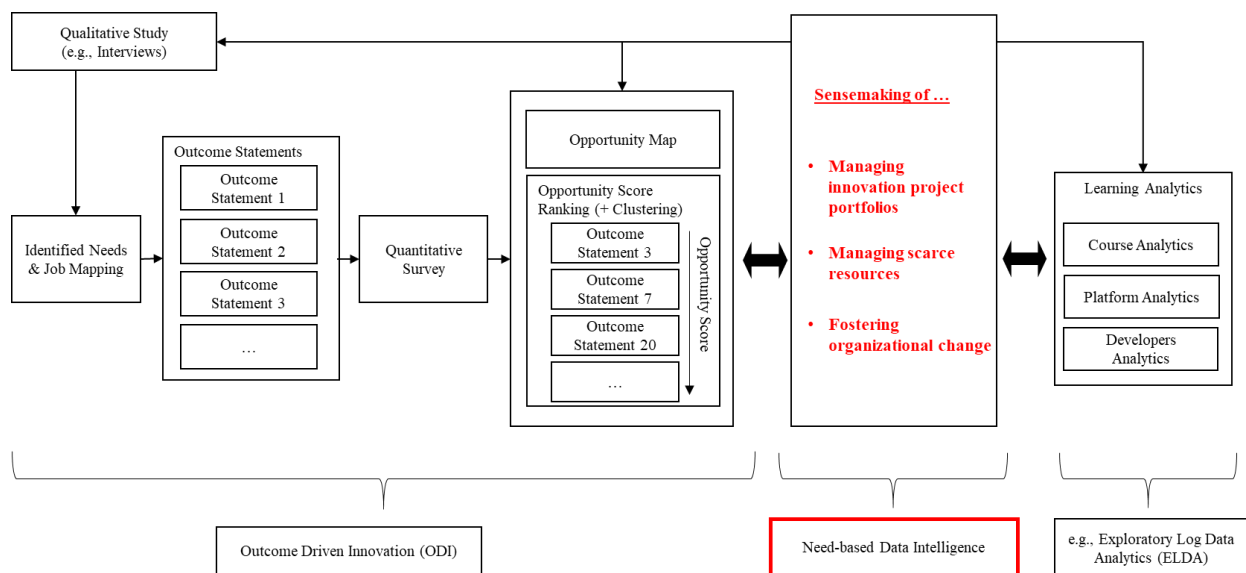 Qualitative Study
(e.g., Interviews)
Identified Needs
& Job Mapping
Outcome Statements
Outcome
Statement 1
Outcome
Statement 2
Outcome
Statement 3
…
Quantitative
Survey
Opportunity Map
Opportunity Score
Ranking (+ Clustering)
Outcome
Statement 3
Outcome
Statement 7
Outcome
Statement 20
…
Opportunity Score
Sensemaking of …
• Managing
innovation project
portfolios
• Managing scarce
resources
• Fostering
organizational change
Learning Analytics
Course Analytics
Platform Analytics
Developers
Analytics
Outcome Driven Innovation (ODI)
Need-based Data Intelligence
e.g., Exploratory Log Data
Analytics (ELDA)